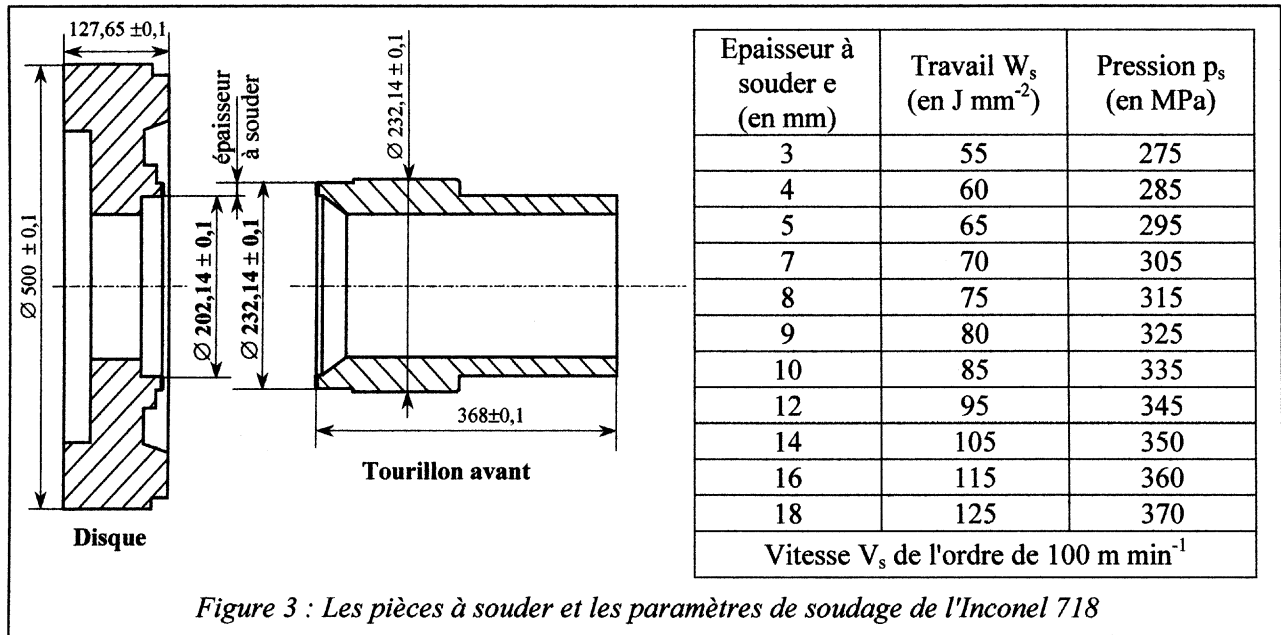 127,65 ±0,1
Ø 500 ± 0,1
épaisseur
à souder
Ø 202,14 ± 0,1
Ø 232,14 ± 0,1
Ø 232,14 ± 0,1
368±0,1
Disque
Tourillon avant
Epaisseur à
souder e
(en mm)
Travail Wₛ
(en J mm⁻²)
Pression pₛ
(en MPa)
3 55 275
4 60 285
5 65 295
7 70 305
8 75 315
9 80 325
10 85 335
12 95 345
14 105 350
16 115 360
18 125 370
Vitesse Vₛ de l'ordre de 100 m min⁻¹
Figure 3 : Les pièces à souder et les paramètres de soudage de l'Inconel 718